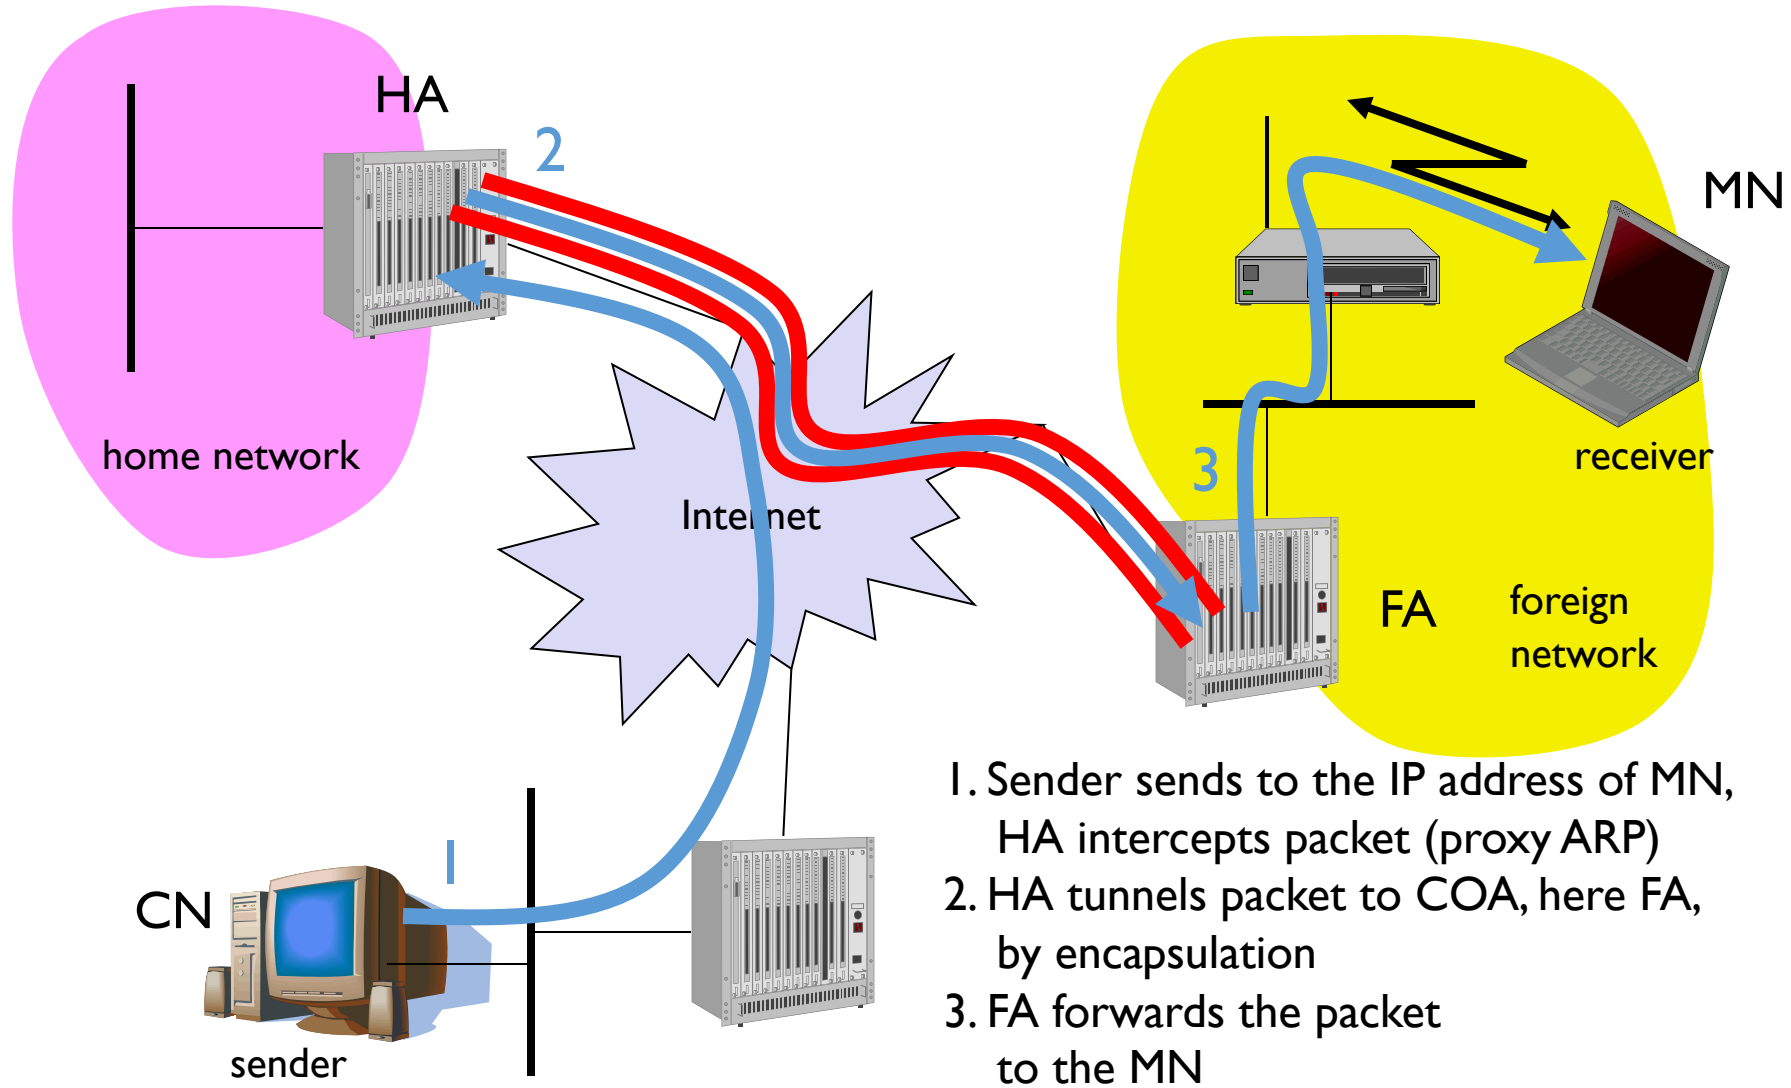 HA
2
MN
home network
receiver
3
Internet
FA
foreign
network
1. Sender sends to the IP address of MN,
HA intercepts packet (proxy ARP)
1
2. HA tunnels packet to COA, here FA,
CN
by encapsulation
3. FA forwards the packet
sender
to the MN